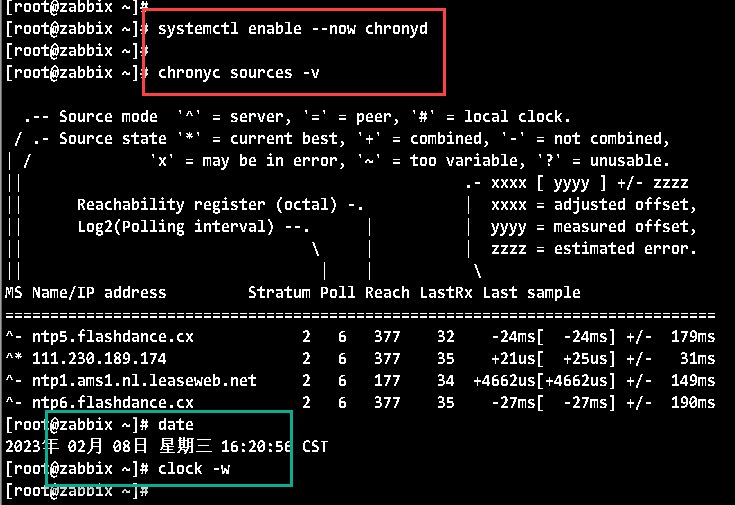 [root@zabbix ~]#
[root@zabbix ~]# systemctl enable --now chronyd
[root@zabbix ~]#
[root@zabbix ~]# chronyc sources -v

  .-- Source mode  '^' = server, '=' = peer, '#' = local clock.
 / .- Source state '*' = current best, '+' = combined, '-' = not combined,
| /             'x' = may be in error, '~' = too variable, '?' = unusable.
||                                                 .- xxxx [ yyyy ] +/- zzzz
||      Reachability register (octal) -.           |  xxxx = adjusted offset,
||      Log2(Polling interval) --.      |          |  yyyy = measured offset,
||                                \     |          |  zzzz = estimated error.
||                                 |    |           \
MS Name/IP address         Stratum Poll Reach LastRx Last sample
===============================================================================
^- ntp5.flashdance.cx            2   6   377    32    -24ms[  -24ms] +/-  179ms
^* 111.230.189.174               2   6   377    35    +21us[  +25us] +/-   31ms
^- ntp1.ams1.nl.leaseweb.net     2   6   177    34  +4662us[+4662us] +/-  149ms
^- ntp6.flashdance.cx            2   6   377    35    -27ms[  -27ms] +/-  190ms
[root@zabbix ~]# date
2023年 02月 08日 星期三 16:20:56 CST
[root@zabbix ~]# clock -w
[root@zabbix ~]#